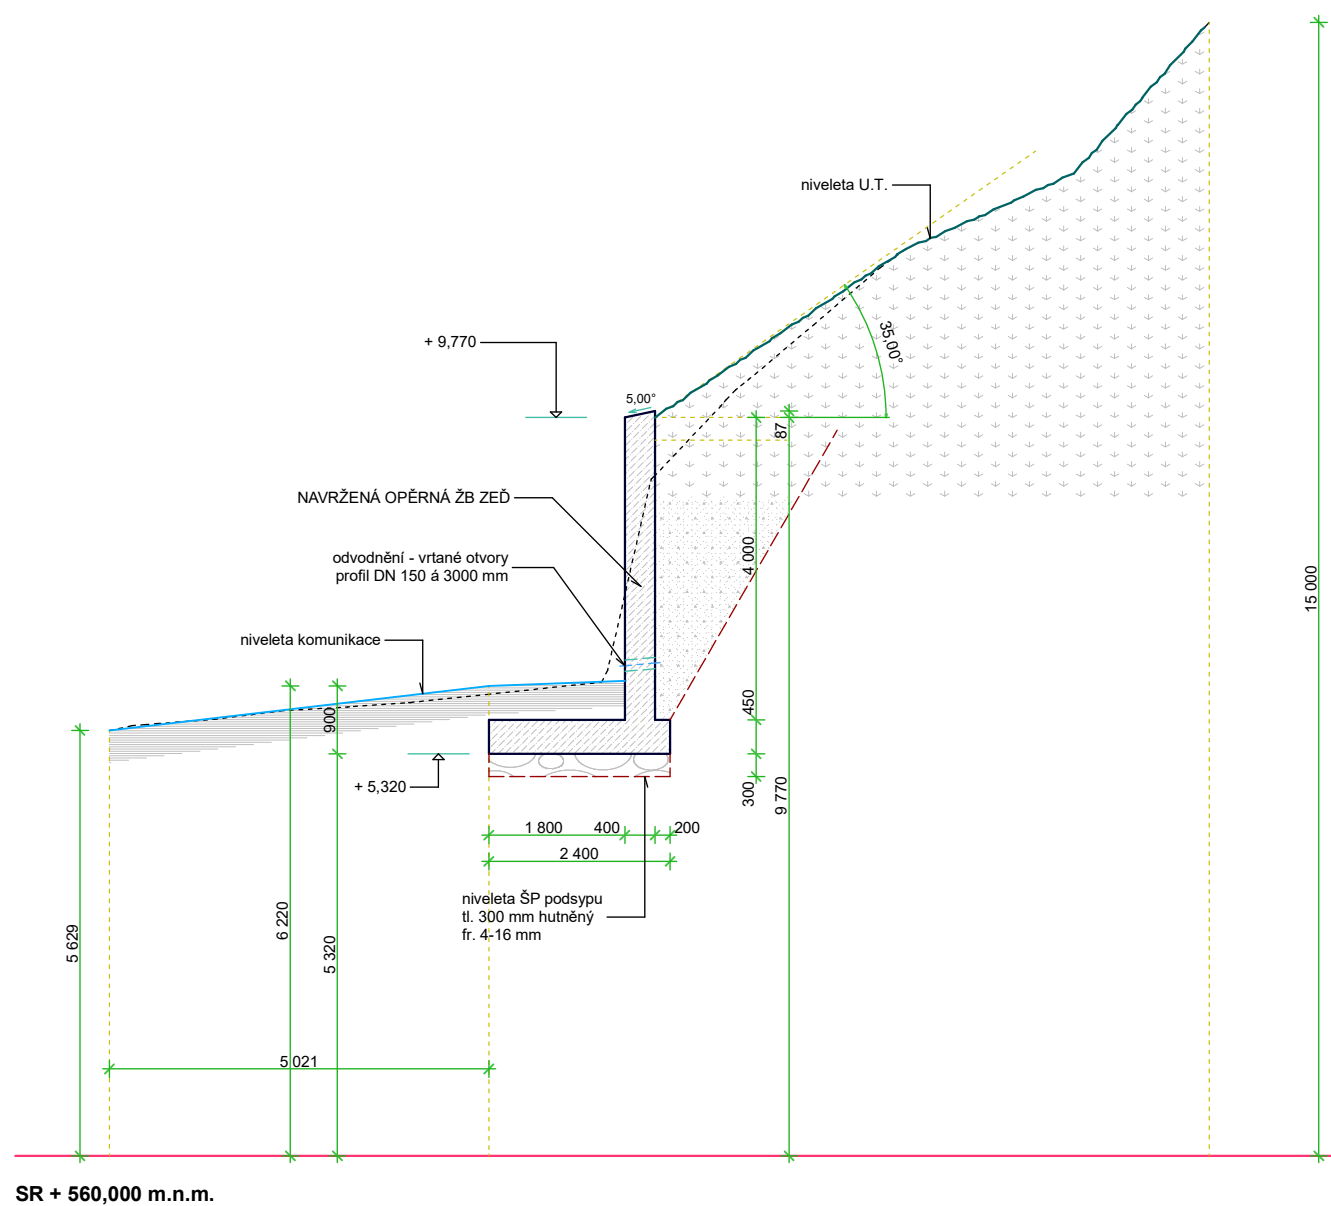 niveleta U.T.
35,00°
+ 9,770
5,00°
87
NAVRŽENÁ OPĚRNÁ ŽB ZEĎ
odvodnění - vrtané otvory
profil DN 150 á 3000 mm
4 000
15 000
niveleta komunikace
900
450
+ 5,320
300
9 770
1 800
400
200
2 400
niveleta ŠP podsypu
tl. 300 mm hutněný
fr. 4-16 mm
5 629
6 220
5 320
5 021
SR + 560,000 m.n.m.